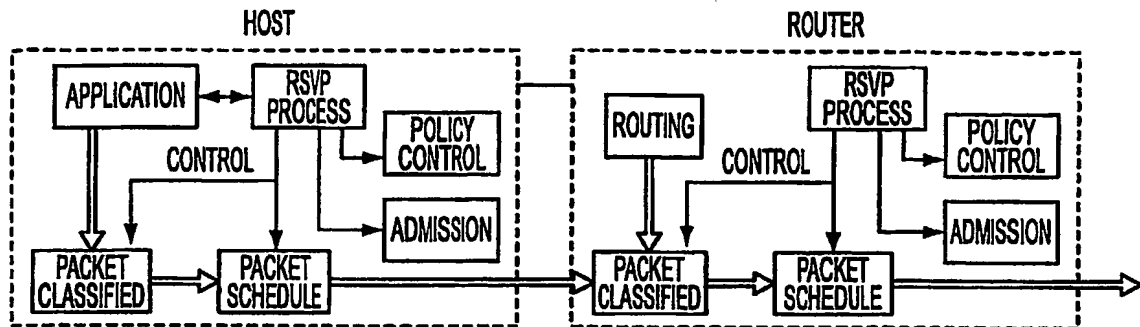 HOST
APPLICATION
RSVP
PROCESS
POLICY
CONTROL
CONTROL
ADMISSION
PACKET
CLASSIFIED
PACKET
SCHEDULE
ROUTER
ROUTING
RSVP
PROCESS
POLICY
CONTROL
CONTROL
ADMISSION
PACKET
CLASSIFIED
PACKET
SCHEDULE